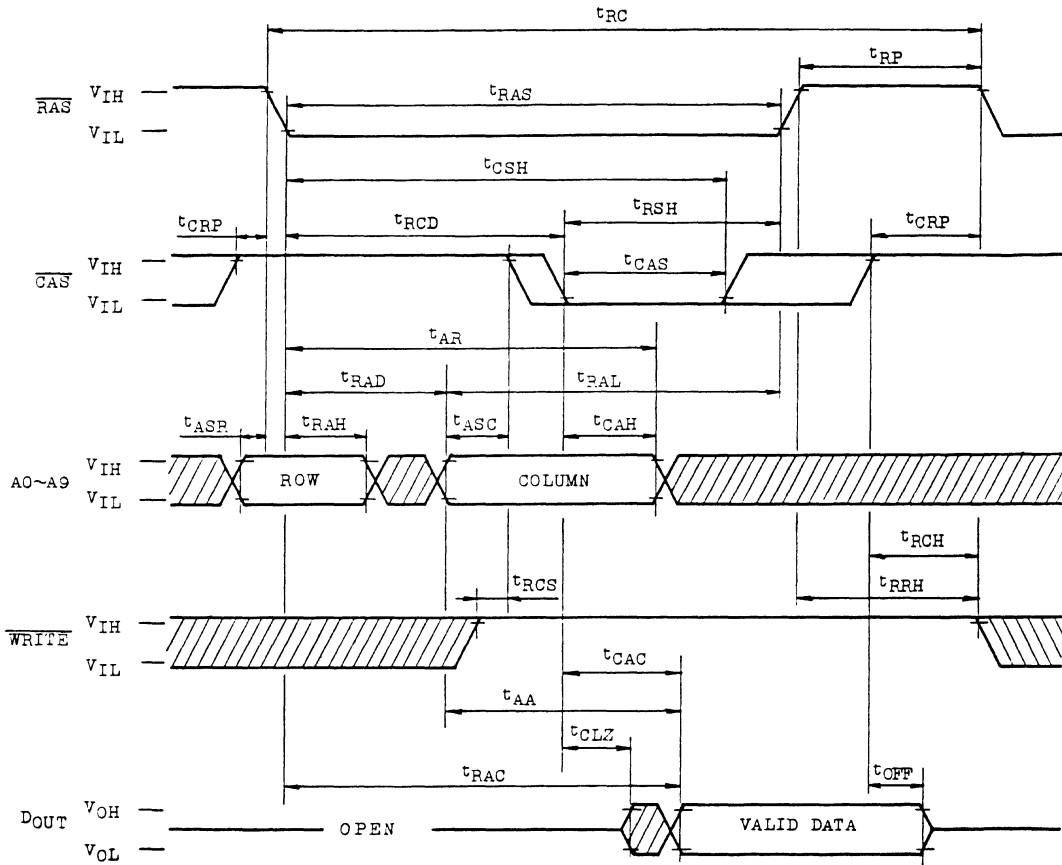 tRC
tRP
RAS VIH
tRAS
VIL
tCSH
tCRP tRCD tRSH tCRP
CAS VIH
tCAS
VIL
tAR
tRAD tRAL
tASR tRAH tASC tCAH
A0~A9 VIH
ROW COLUMN
VIL
tRCH
tRCS tRRH
WRITE VIH
VIL
tCAC
tAA
tCLZ
tRAC tOFF
DOUT VOH
OPEN VALID DATA
VOL